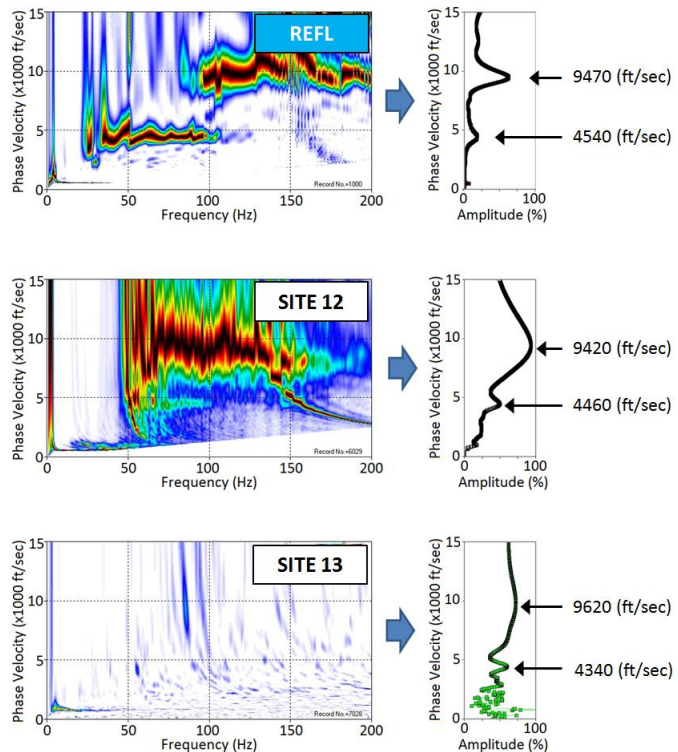 REFL
Phase Velocity (x1000 ft/sec)
15
10
5
0
0 50 100 150 200
Frequency (Hz)
Record No.=1000
Phase Velocity (x1000 ft/sec)
15
10
5
0
0 100
Amplitude (%)
9470 (ft/sec)
4540 (ft/sec)
SITE 12
Phase Velocity (x1000 ft/sec)
15
10
5
0
0 50 100 150 200
Frequency (Hz)
Record No.=6029
Phase Velocity (x1000 ft/sec)
15
10
5
0
0 100
Amplitude (%)
9420 (ft/sec)
4460 (ft/sec)
SITE 13
Phase Velocity (x1000 ft/sec)
15
10
5
0
0 50 100 150 200
Frequency (Hz)
Record No.=7028
Phase Velocity (x1000 ft/sec)
15
10
5
0
0 100
Amplitude (%)
9620 (ft/sec)
4340 (ft/sec)